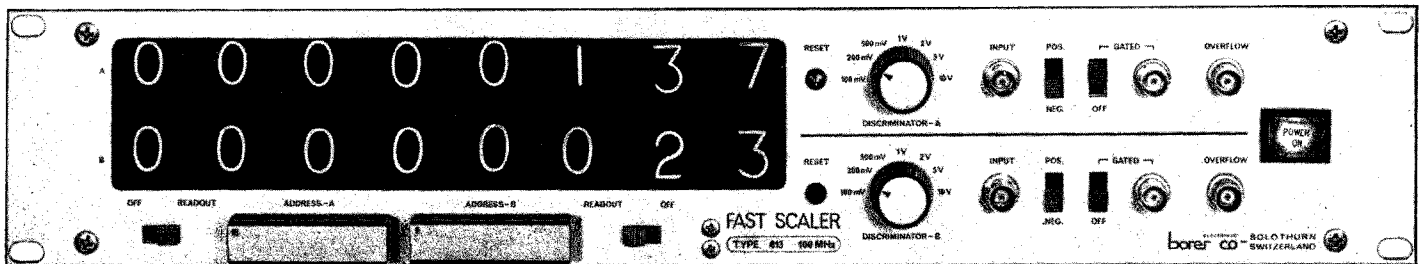 A 0 0 0 0 0 1 3 7
B 0 0 0 0 0 0 2 3
RESET
100mV 200mV 500mV 1V 2V 5V 10V
DISCRIMINATOR-A
INPUT
POS.
NEG.
GATED
OFF
OVERFLOW
POWER
ON
RESET
100mV 200mV 500mV 1V 2V 5V 10V
DISCRIMINATOR-B
INPUT
POS.
NEG.
GATED
OFF
OVERFLOW
OFF READOUT ADDRESS-A ADDRESS-B READOUT OFF
FAST SCALER
TYPE 613 100 MHz
borer electronic co - SOLOTHURN
SWITZERLAND